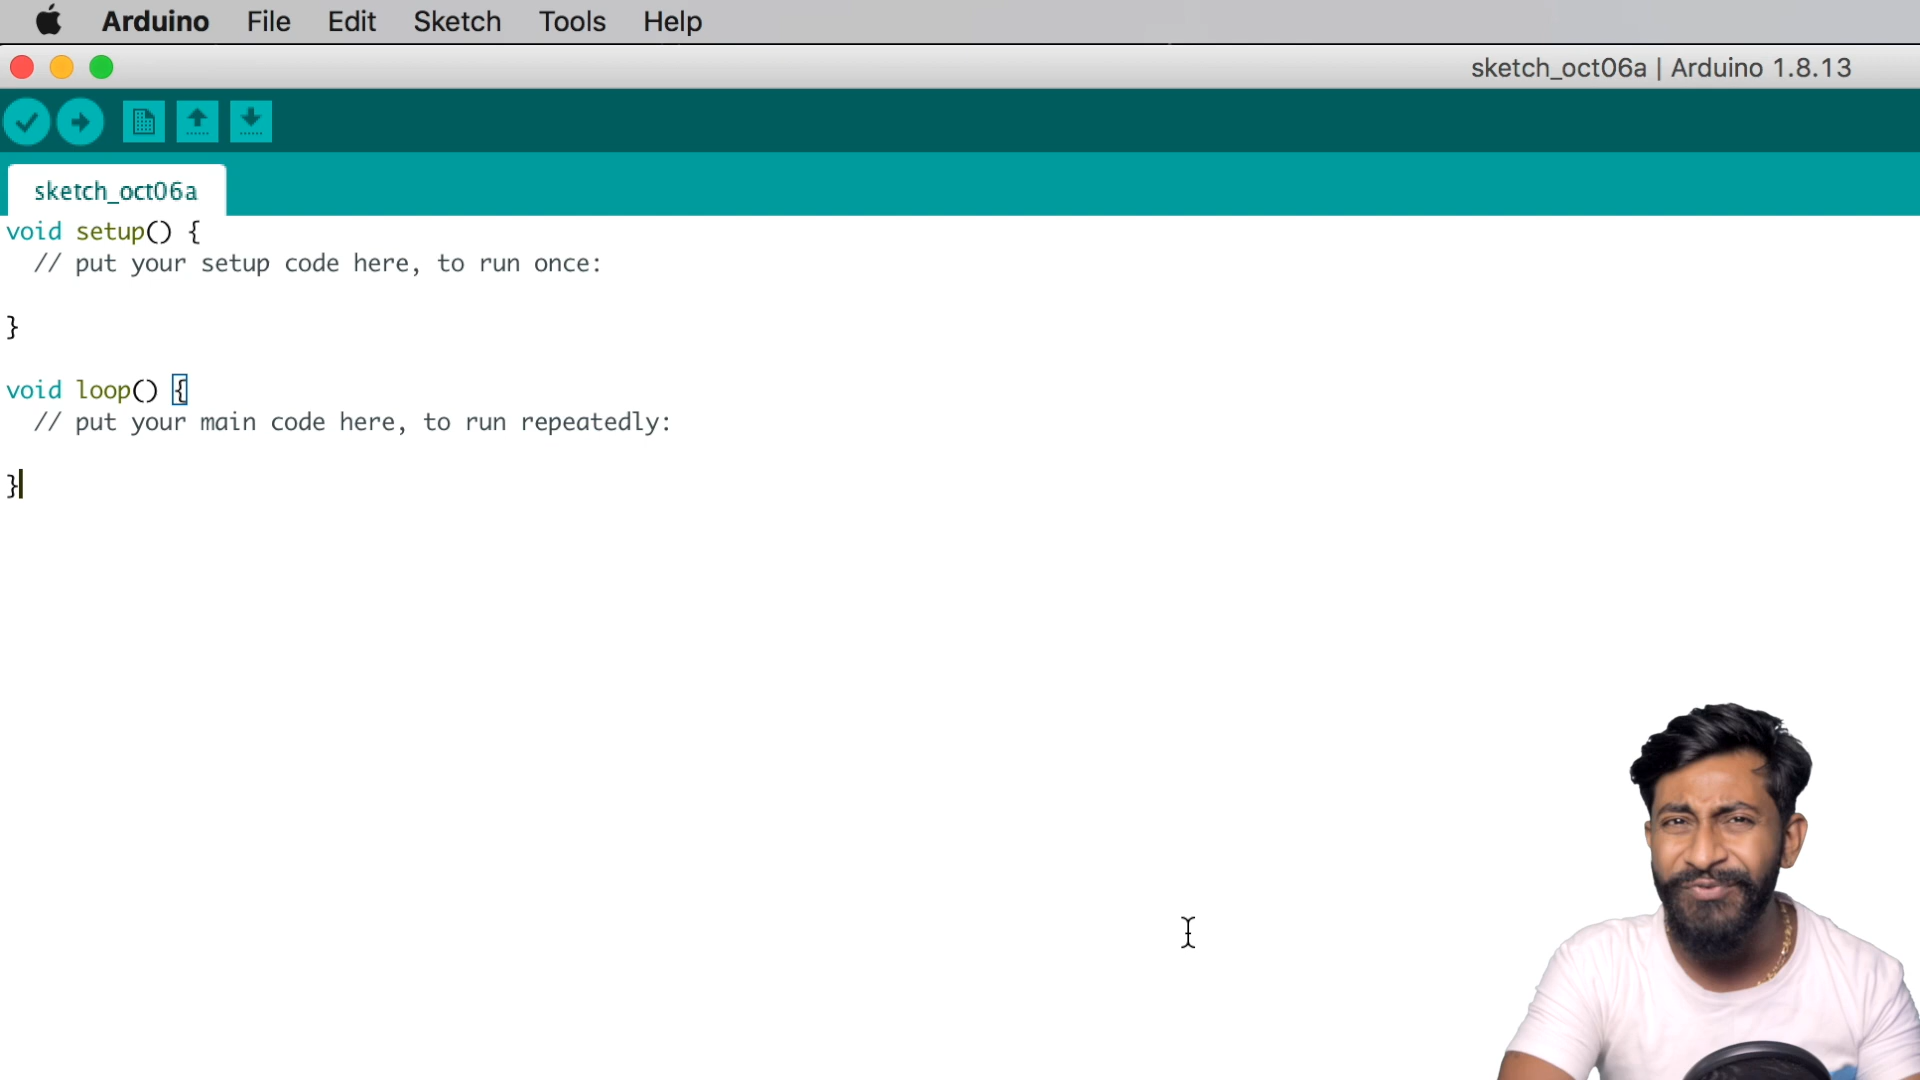 Arduino File Edit Sketch Tools Help
sketch_oct06a | Arduino 1.8.13
sketch_oct06a
void setup() {
  // put your setup code here, to run once:
}
void loop() {
  // put your main code here, to run repeatedly:
}